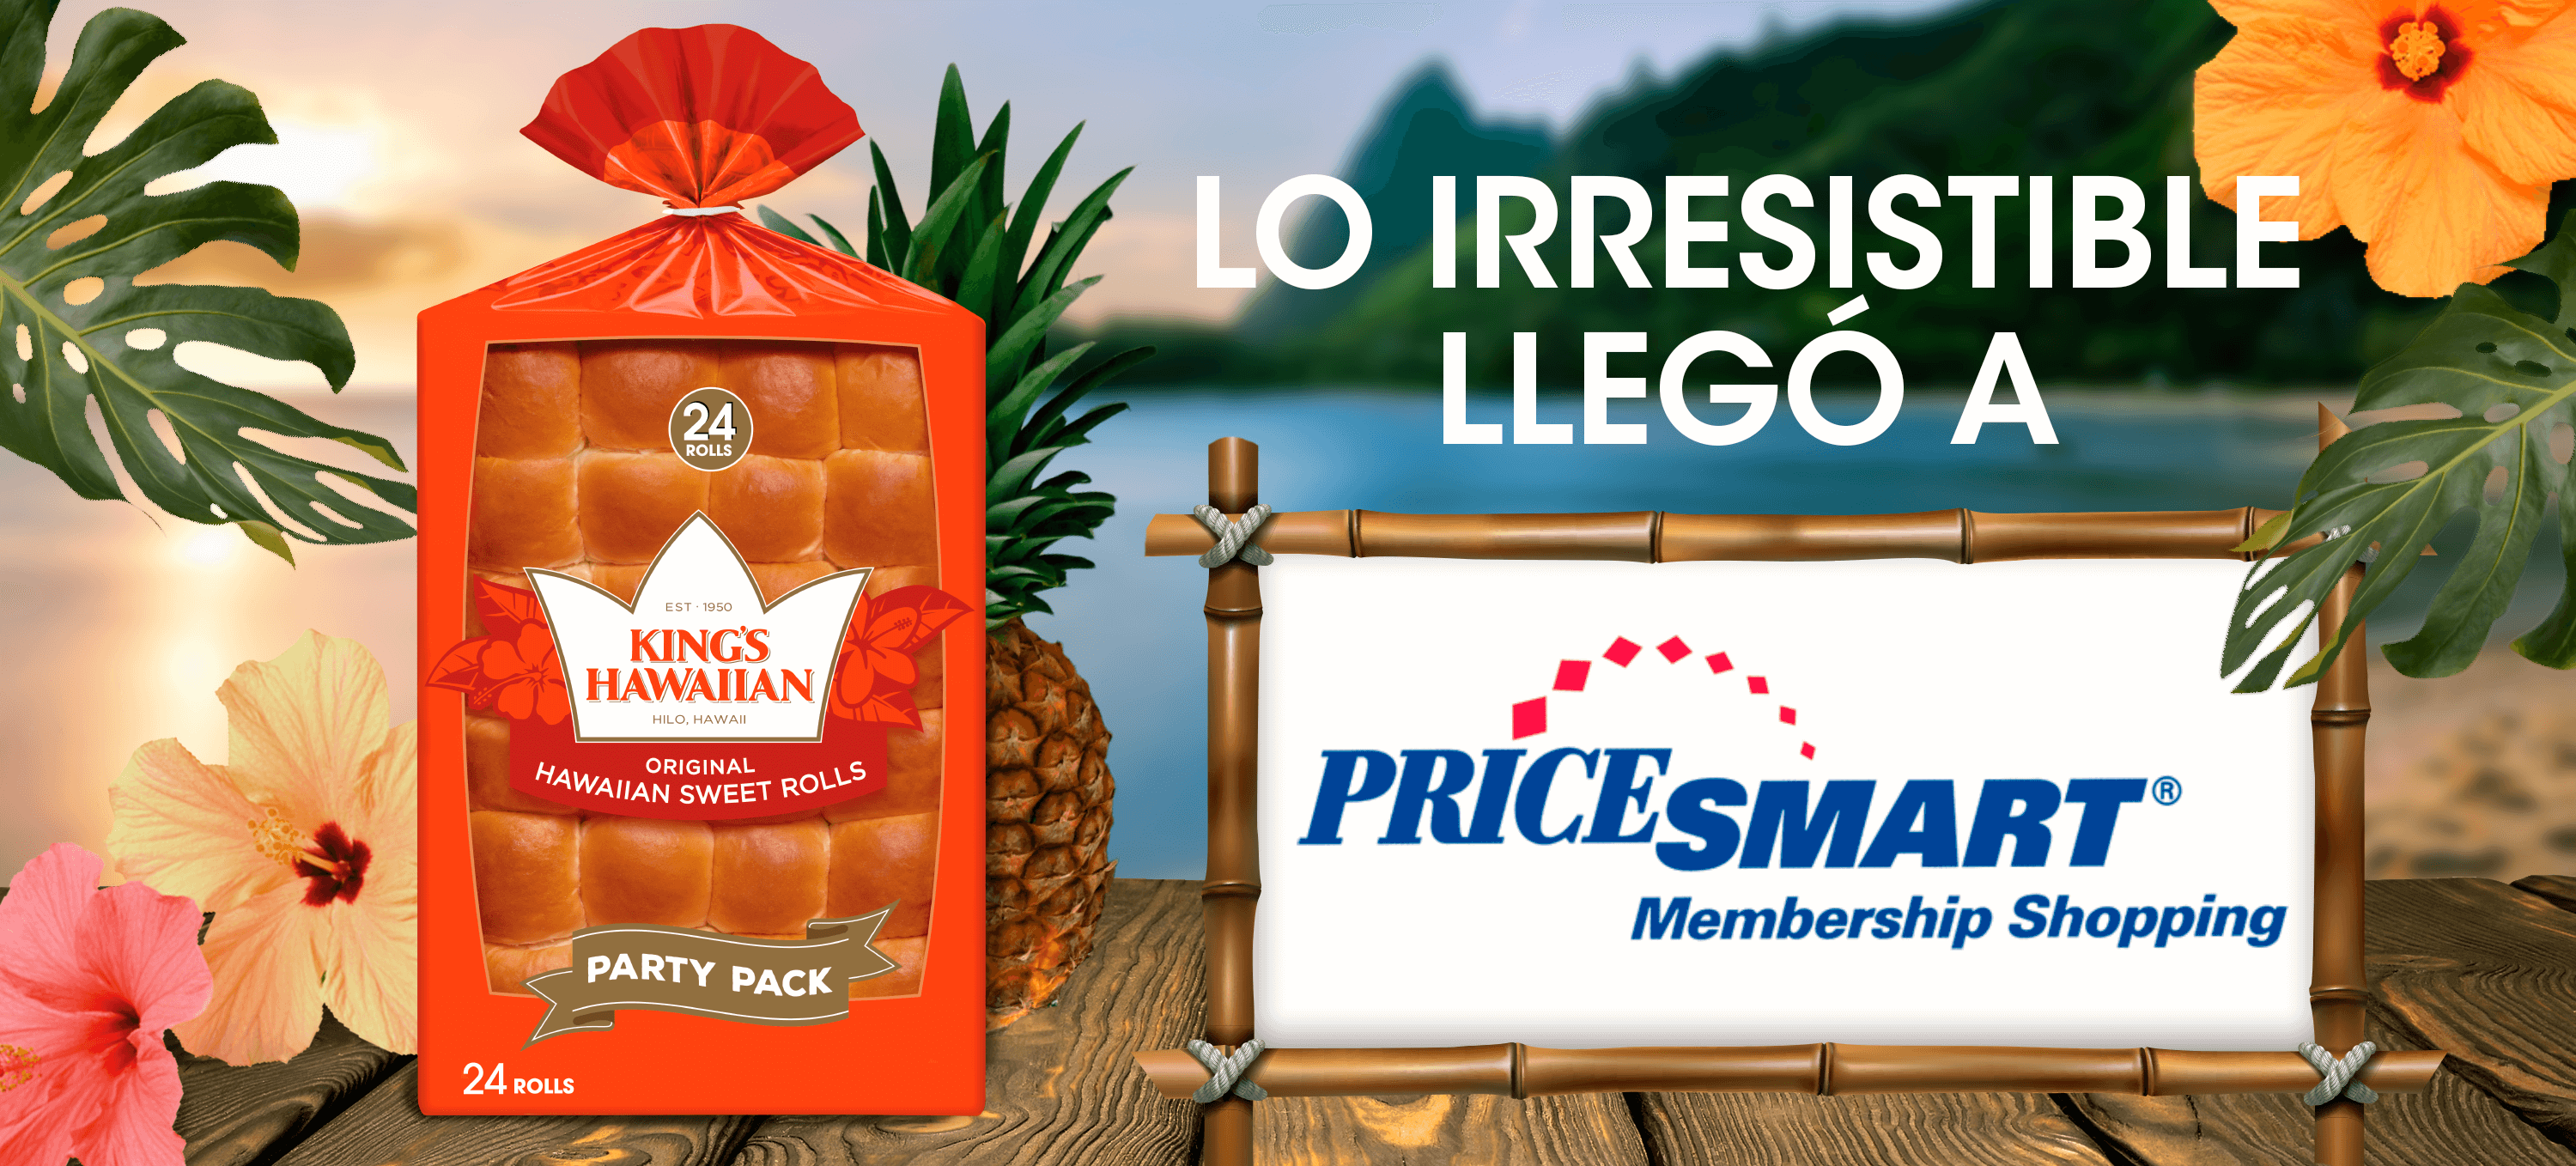 24
ROLLS
EST · 1950
KING'S
HAWAIIAN
HILO, HAWAII
ORIGINAL
HAWAIIAN SWEET ROLLS
PARTY PACK
24 ROLLS
LO IRRESISTIBLE
LLEGÓ A
PRICESMART®
Membership Shopping